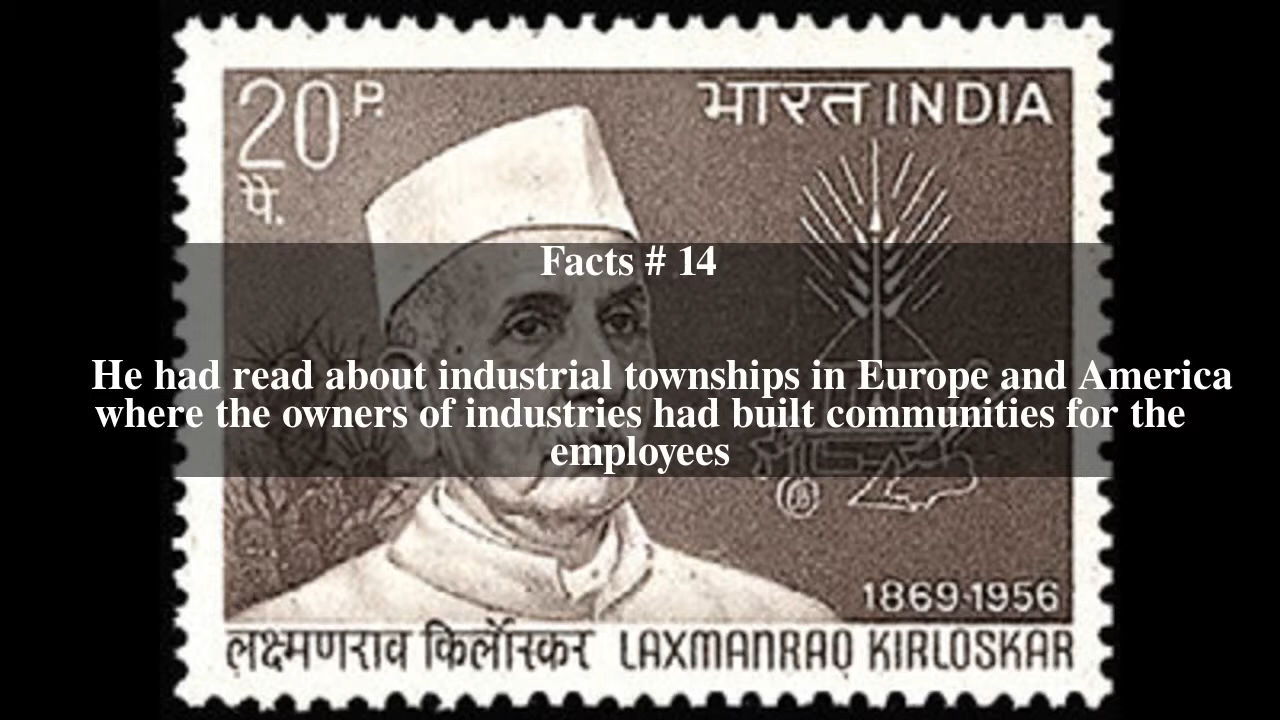 20 P.
पै.
भारत INDIA
Facts # 14
He had read about industrial townships in Europe and America
where the owners of industries had built communities for the
employees
1869-1956
लक्ष्मणराव किर्लोस्कर LAXMANRAO KIRLOSKAR